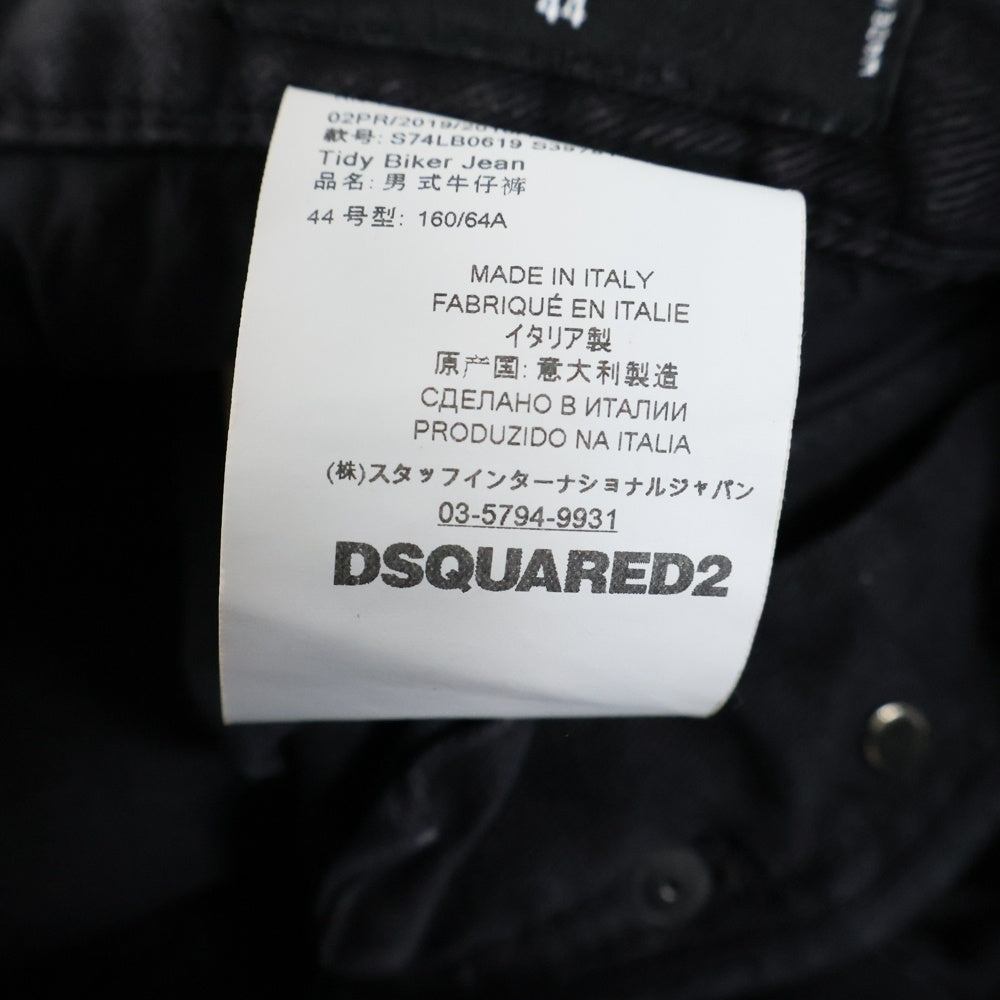 44
02PR/2019/
款号: S74LB0619
Tidy Biker Jean
品名: 男 式牛仔裤
44 号型: 160/64A
MADE IN ITALY
FABRIQUÉ EN ITALIE
イタリア製
原产国: 意大利製造
СДЕЛАНО В ИТАЛИИ
PRODUZIDO NA ITALIA
(株)スタッフインターナショナルジャパン
03-5794-9931
DSQUARED2